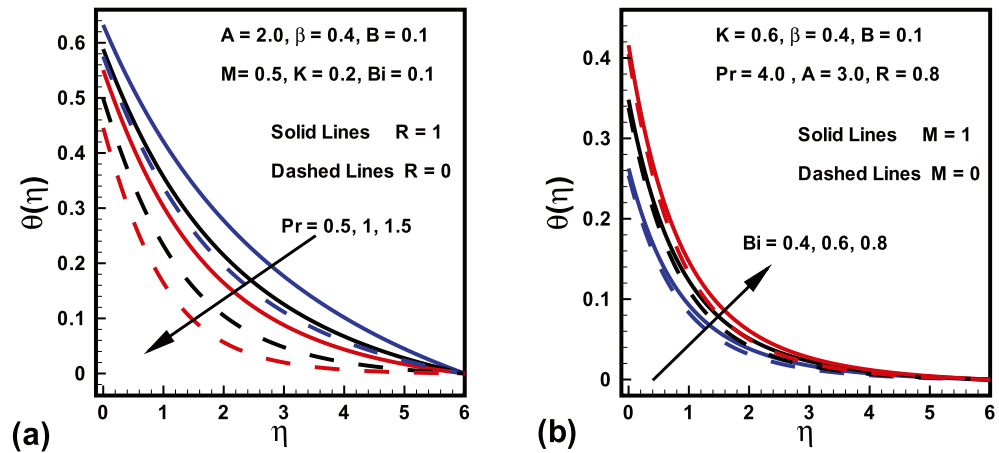 A = 2.0, β = 0.4, B = 0.1
M= 0.5, K = 0.2, Bi = 0.1
Solid Lines R = 1
Dashed Lines R = 0
Pr = 0.5, 1, 1.5
θ(η)
0.6
0.5
0.4
0.3
0.2
0.1
0
0 1 2 3 4 5 6
η
(a)
K = 0.6, β = 0.4, B = 0.1
Pr = 4.0 , A = 3.0, R = 0.8
Solid Lines M = 1
Dashed Lines M = 0
Bi = 0.4, 0.6, 0.8
θ(η)
0.4
0.3
0.2
0.1
0
0 1 2 3 4 5 6
η
(b)